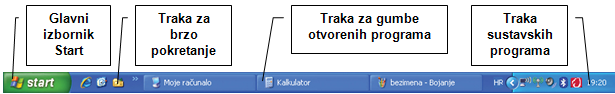 Glavni
izbornik
Start
Traka za
brzo
pokretanje
Traka za gumbe
otvorenih programa
Traka
sustavskih
programa
start
Moje računalo
Kalkulator
bezimena - Bojanje
HR
19:20